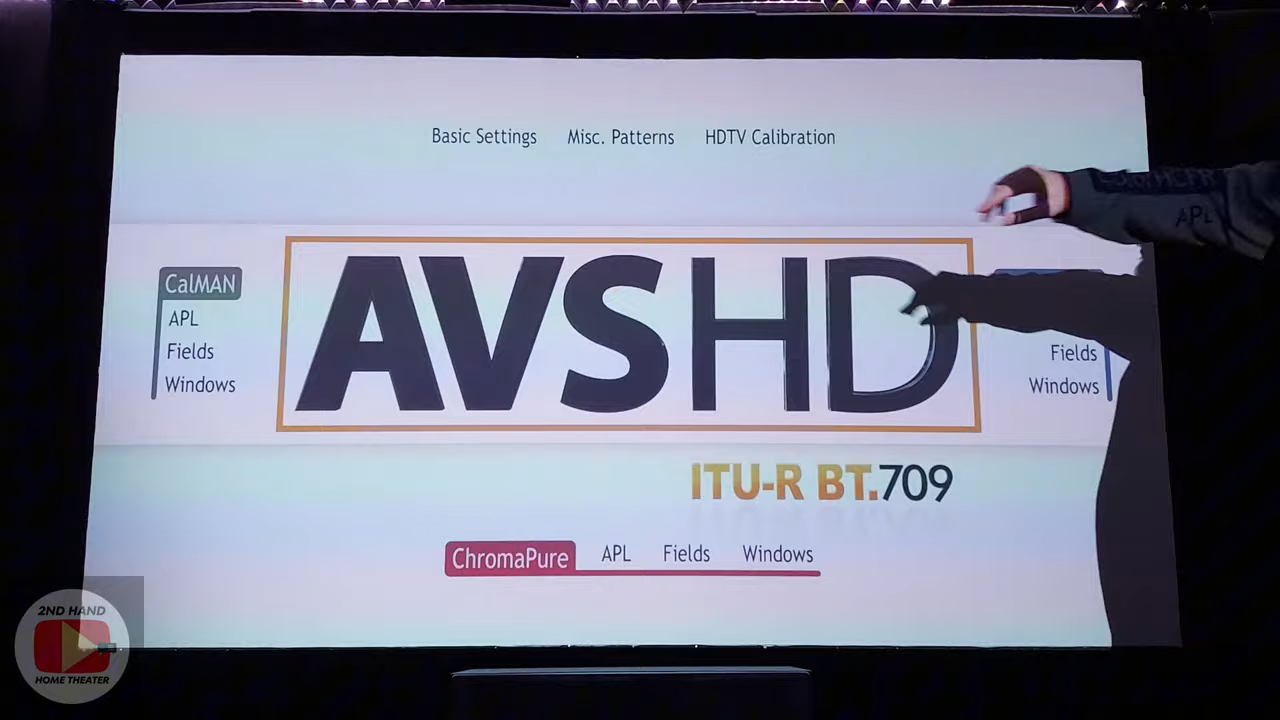 Basic Settings Misc. Patterns HDTV Calibration
CalMAN
APL
Fields
Windows
AVSHD
APL
Fields
Windows
ITU-R BT.709
ChromaPure APL Fields Windows
2ND HAND
HOME THEATER